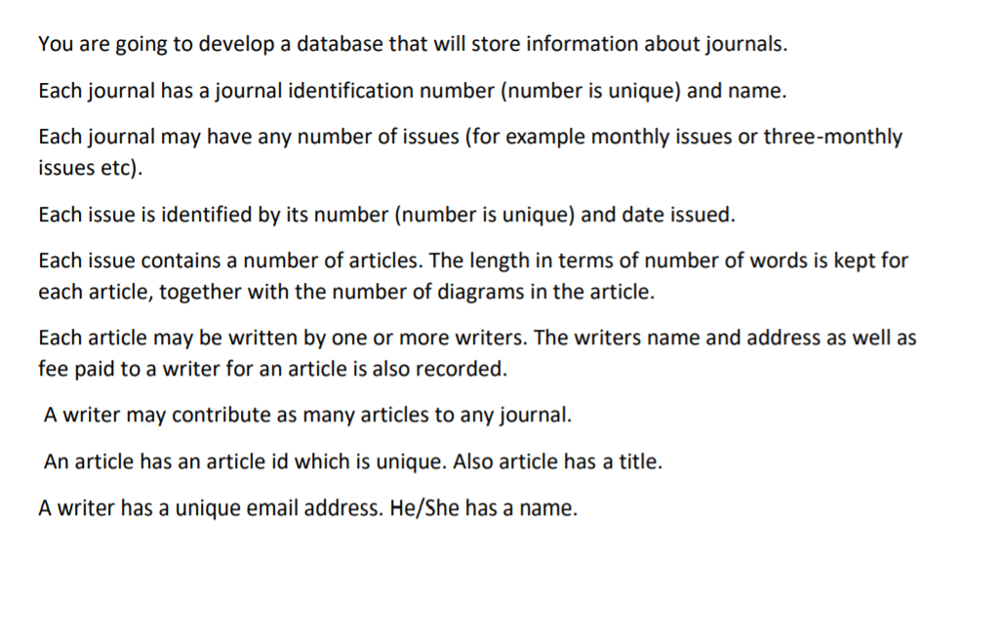 You are going to develop a database that will store information about journals.
Each journal has a journal identification number (number is unique) and name.
Each journal may have any number of issues (for example monthly issues or three-monthly
issues etc).
Each issue is identified by its number (number is unique) and date issued.
Each issue contains a number of articles. The length in terms of number of words is kept for
each article, together with the number of diagrams in the article.
Each article may be written by one or more writers. The writers name and address as well as
fee paid to a writer for an article is also recorded.
A writer may contribute as many articles to any journal.
An article has an article id which is unique. Also article has a title.
A writer has a unique email address. He/She has a name.